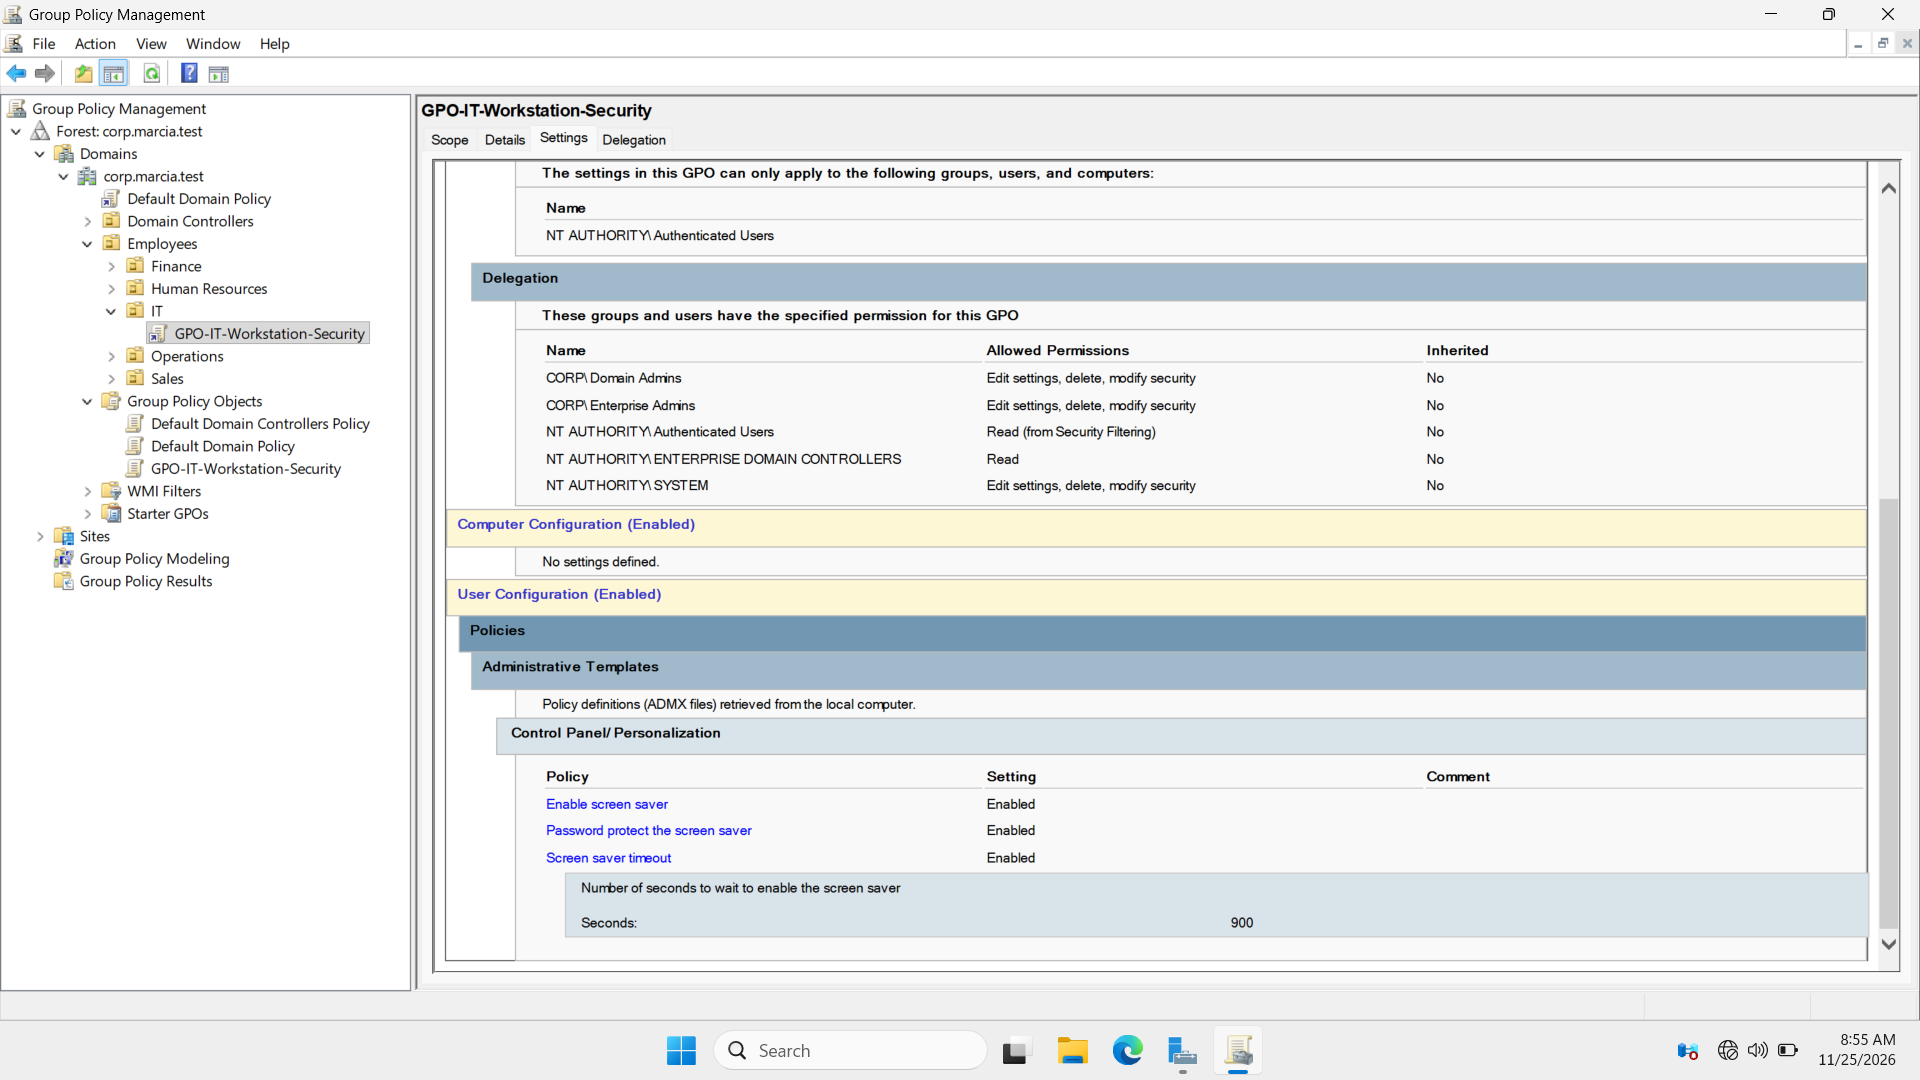 Group Policy Management
File Action View Window Help
Group Policy Management
Forest: corp.marcia.test
Domains
corp.marcia.test
Default Domain Policy
Domain Controllers
Employees
Finance
Human Resources
IT
GPO-IT-Workstation-Security
Operations
Sales
Group Policy Objects
Default Domain Controllers Policy
Default Domain Policy
GPO-IT-Workstation-Security
WMI Filters
Starter GPOs
Sites
Group Policy Modeling
Group Policy Results
GPO-IT-Workstation-Security
Scope Details Settings Delegation
The settings in this GPO can only apply to the following groups, users, and computers:
Name
NT AUTHORITY\Authenticated Users
Delegation
These groups and users have the specified permission for this GPO
Name Allowed Permissions Inherited
CORP\Domain Admins Edit settings, delete, modify security No
CORP\Enterprise Admins Edit settings, delete, modify security No
NT AUTHORITY\Authenticated Users Read (from Security Filtering) No
NT AUTHORITY\ENTERPRISE DOMAIN CONTROLLERS Read No
NT AUTHORITY\SYSTEM Edit settings, delete, modify security No
Computer Configuration (Enabled)
No settings defined.
User Configuration (Enabled)
Policies
Administrative Templates
Policy definitions (ADMX files) retrieved from the local computer.
Control Panel/Personalization
Policy Setting Comment
Enable screen saver Enabled
Password protect the screen saver Enabled
Screen saver timeout Enabled
Number of seconds to wait to enable the screen saver
Seconds: 900
Search
8:55 AM
11/25/2026